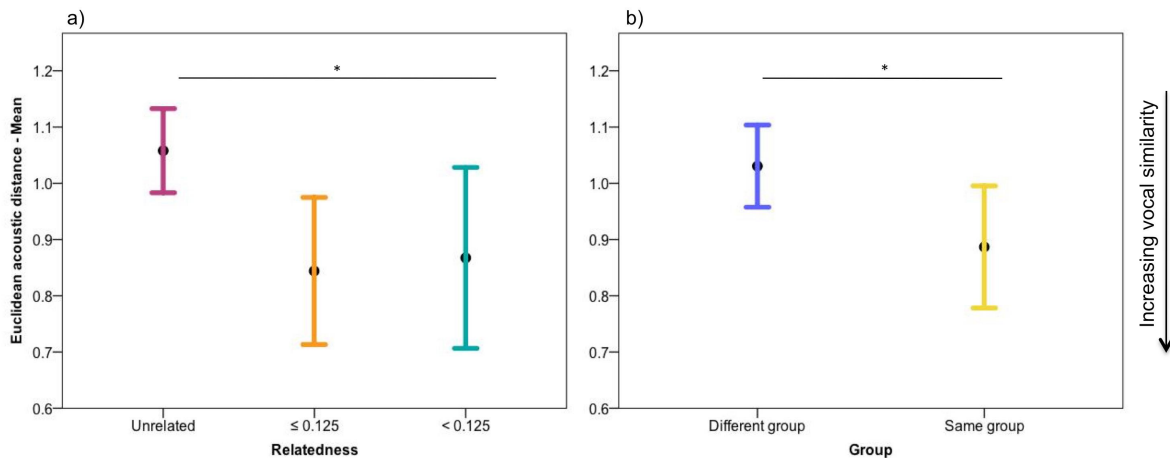 a)
*
1.2
1.1
1.0
0.9
0.8
0.7
0.6
Euclidean acoustic distance - Mean
Unrelated
≤ 0.125
< 0.125
Relatedness
b)
*
1.2
1.1
1.0
0.9
0.8
0.7
0.6
Different group
Same group
Group
Increasing vocal similarity